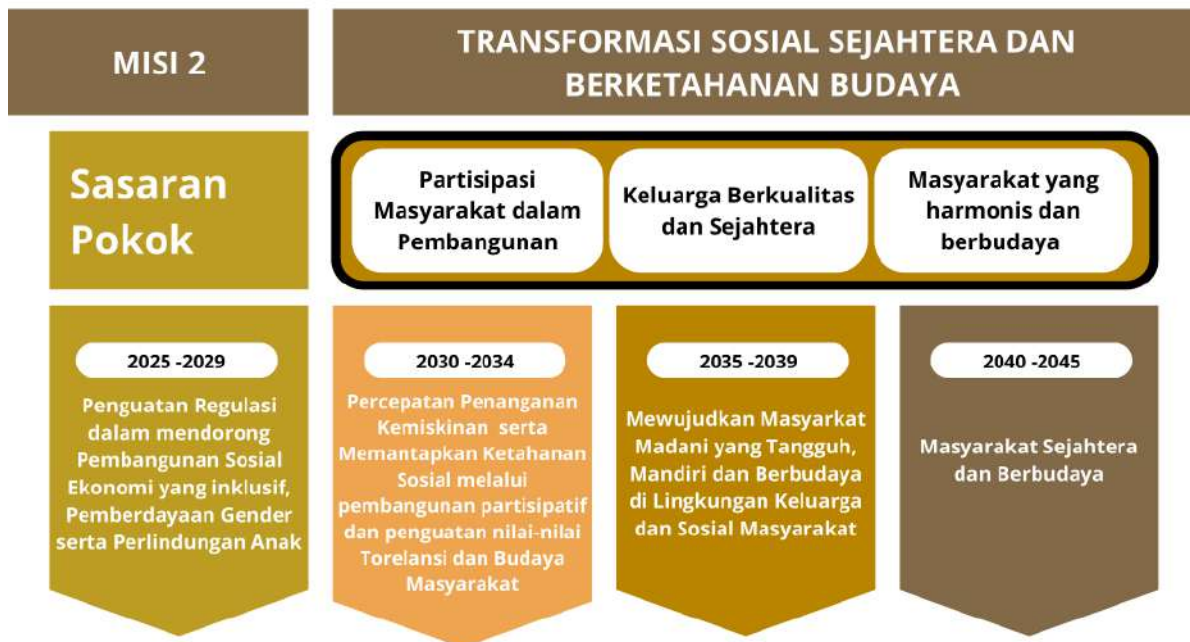 MISI 2
TRANSFORMASI SOSIAL SEJAHTERA DAN
BERKETAHANAN BUDAYA
Sasaran
Pokok
Partisipasi
Masyarakat dalam
Pembangunan
Keluarga Berkualitas
dan Sejahtera
Masyarakat yang
harmonis dan
berbudaya
2025 -2029
Penguatan Regulasi
dalam mendorong
Pembangunan Sosial
Ekonomi yang inklusif,
Pemberdayaan Gender
serta Perlindungan Anak
2030 -2034
Percepatan Penanganan
Kemiskinan serta
Memantapkan Ketahanan
Sosial melalui
pembangunan partisipatif
dan penguatan nilai-nilai
Torelansi dan Budaya
Masyarakat
2035 -2039
Mewujudkan Masyarkat
Madani yang Tangguh,
Mandiri dan Berbudaya
di Lingkungan Keluarga
dan Sosial Masyarakat
2040 -2045
Masyarakat Sejahtera
dan Berbudaya